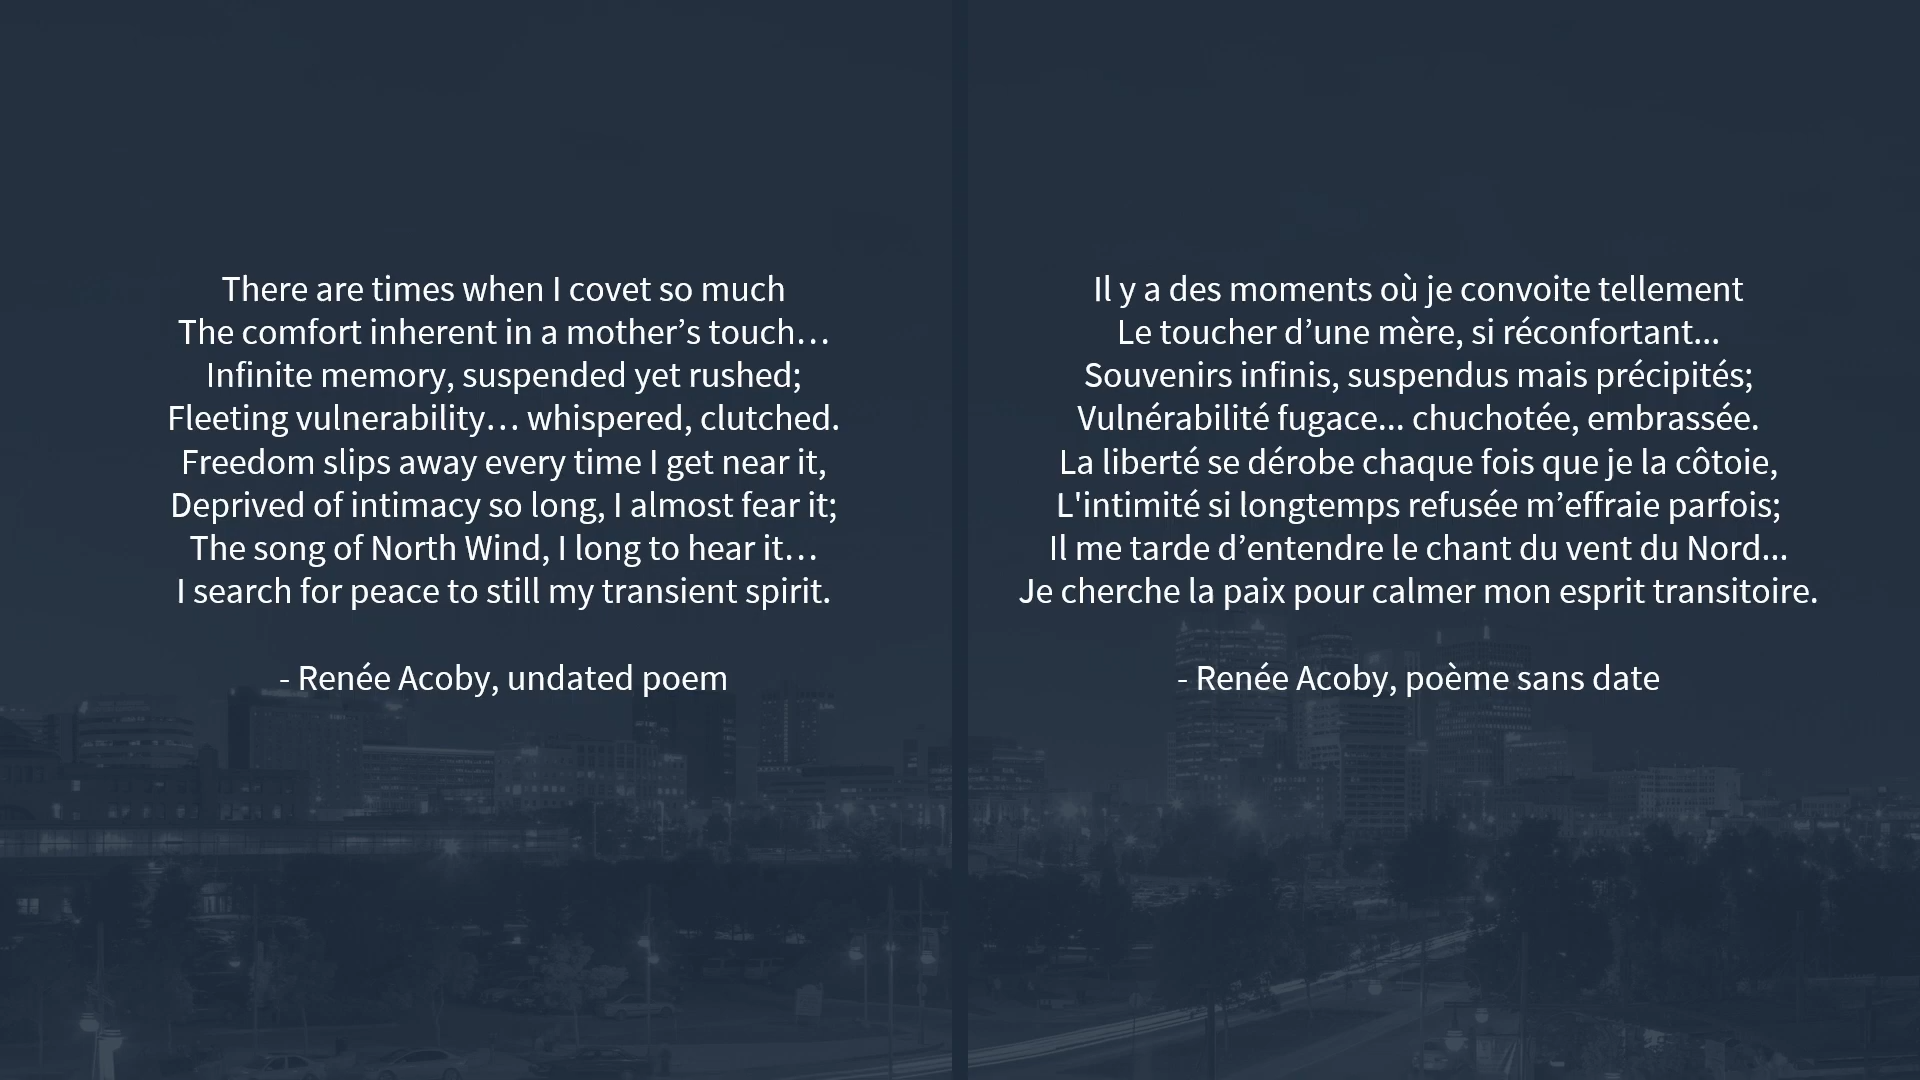 There are times when I covet so much
The comfort inherent in a mother’s touch…
Infinite memory, suspended yet rushed;
Fleeting vulnerability… whispered, clutched.
Freedom slips away every time I get near it,
Deprived of intimacy so long, I almost fear it;
The song of North Wind, I long to hear it…
I search for peace to still my transient spirit.
- Renée Acoby, undated poem
Il y a des moments où je convoite tellement
Le toucher d’une mère, si réconfortant...
Souvenirs infinis, suspendus mais précipités;
Vulnérabilité fugace... chuchotée, embrassée.
La liberté se dérobe chaque fois que je la côtoie,
L'intimité si longtemps refusée m’effraie parfois;
Il me tarde d’entendre le chant du vent du Nord...
Je cherche la paix pour calmer mon esprit transitoire.
- Renée Acoby, poème sans date